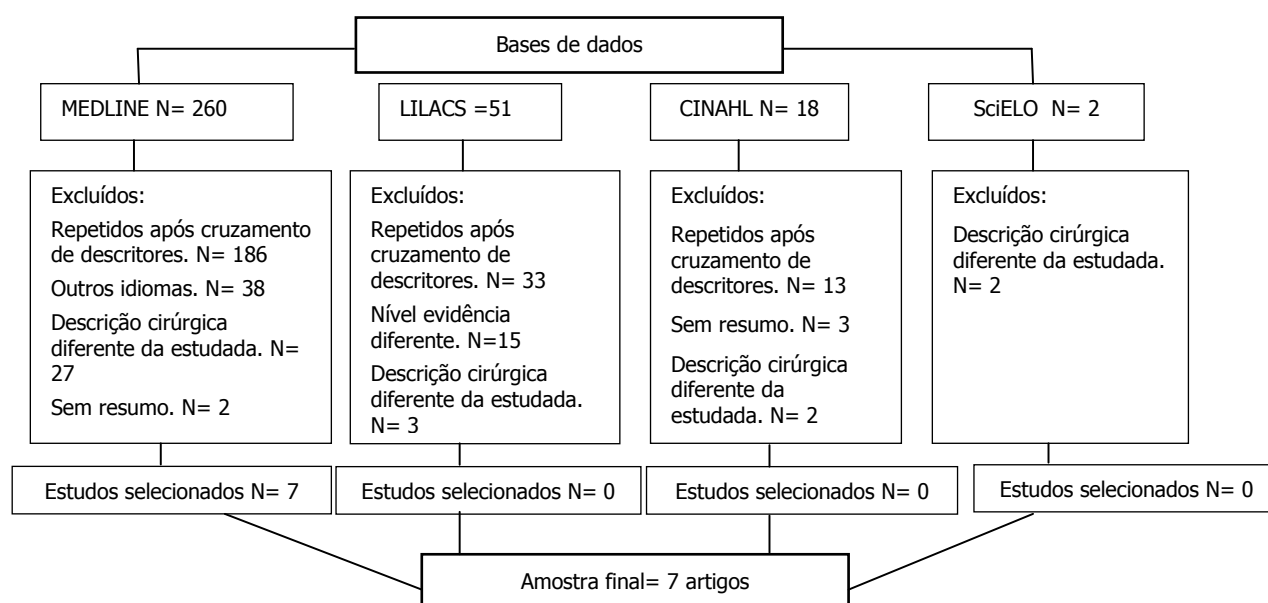 Bases de dados
MEDLINE N= 260
LILACS =51
CINAHL N= 18
SciELO N= 2
Excluídos:
Repetidos após cruzamento
de descritores. N= 186
Outros idiomas. N= 38
Descrição cirúrgica
diferente da estudada. N=
27
Sem resumo. N= 2
Excluídos:
Repetidos após
cruzamento de
descritores. N= 33
Nível evidência
diferente. N=15
Descrição cirúrgica
diferente da estudada.
N= 3
Excluídos:
Repetidos após
cruzamento de
descritores. N= 13
Sem resumo. N= 3
Descrição cirúrgica
diferente da
estudada. N= 2
Excluídos:
Descrição cirúrgica
diferente da estudada.
N= 2
Estudos selecionados N= 7
Estudos selecionados N= 0
Estudos selecionados N= 0
Estudos selecionados N= 0
Amostra final= 7 artigos